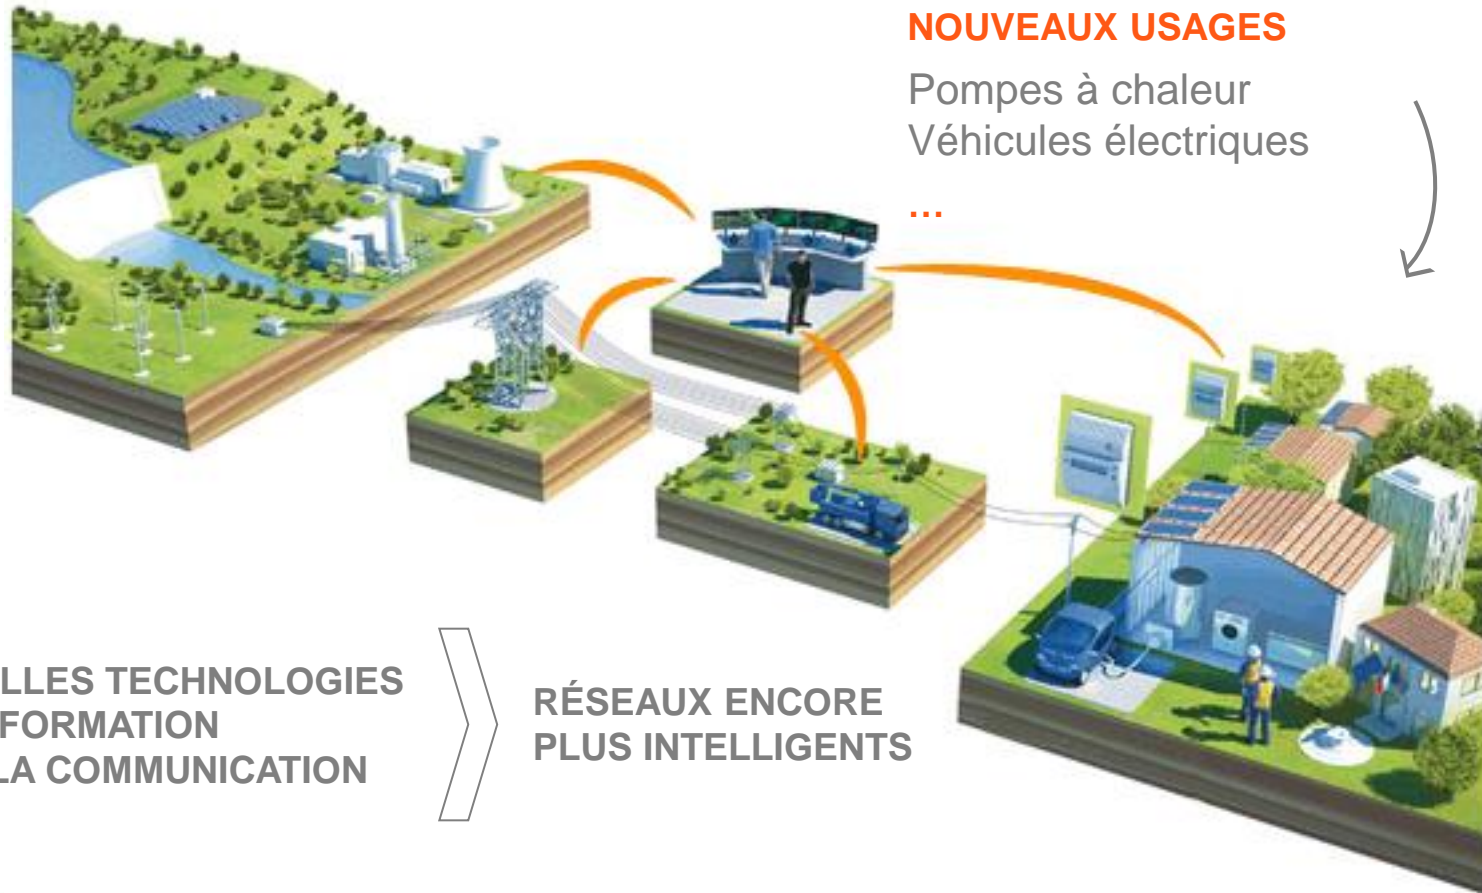 NOUVEAUX USAGES
Pompes à chaleur
Véhicules électriques
...
LLES TECHNOLOGIES
FORMATION
LA COMMUNICATION
RÉSEAUX ENCORE
PLUS INTELLIGENTS